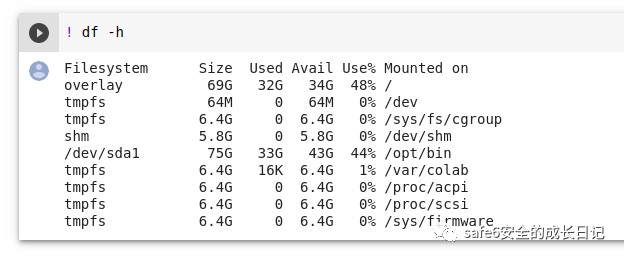 ! df -h
Filesystem      Size  Used Avail Use% Mounted on
overlay          69G   32G   34G  48% /
tmpfs            64M     0   64M   0% /dev
tmpfs           6.4G     0  6.4G   0% /sys/fs/cgroup
shm             5.8G     0  5.8G   0% /dev/shm
/dev/sda1        75G   33G   43G  44% /opt/bin
tmpfs           6.4G   16K  6.4G   1% /var/colab
tmpfs           6.4G     0  6.4G   0% /proc/acpi
tmpfs           6.4G     0  6.4G   0% /proc/scsi
tmpfs           6.4G     0  6.4G   0% /sys/firmware
safe6安全的成长日记